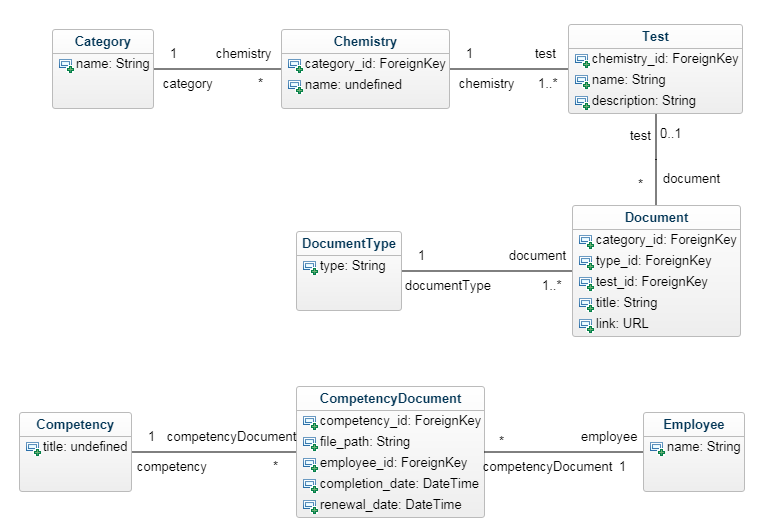 Category
name: String
1
chemistry
category
*
Chemistry
category_id: ForeignKey
name: undefined
1
test
chemistry
1..*
Test
chemistry_id: ForeignKey
name: String
description: String
test
0..1
*
document
DocumentType
type: String
1
document
documentType
1..*
Document
category_id: ForeignKey
type_id: ForeignKey
test_id: ForeignKey
title: String
link: URL
Competency
title: undefined
1
competencyDocument
competency
*
CompetencyDocument
competency_id: ForeignKey
file_path: String
employee_id: ForeignKey
completion_date: DateTime
renewal_date: DateTime
*
employee
competencyDocument
1
Employee
name: String